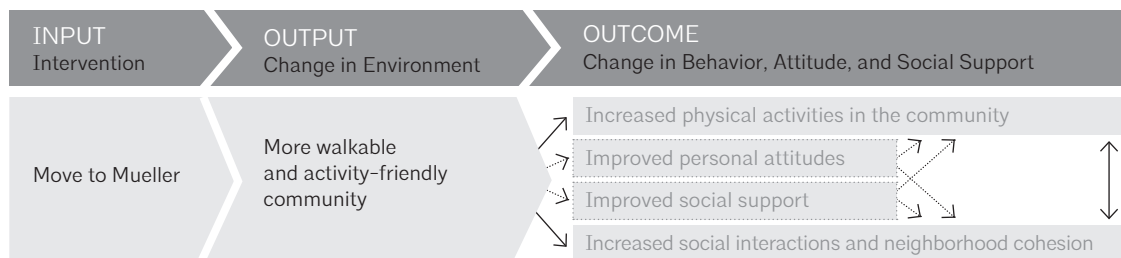 INPUT
Intervention
OUTPUT
Change in Environment
OUTCOME
Change in Behavior, Attitude, and Social Support
Move to Mueller
More walkable
and activity-friendly
community
Increased physical activities in the community
Improved personal attitudes
Improved social support
Increased social interactions and neighborhood cohesion